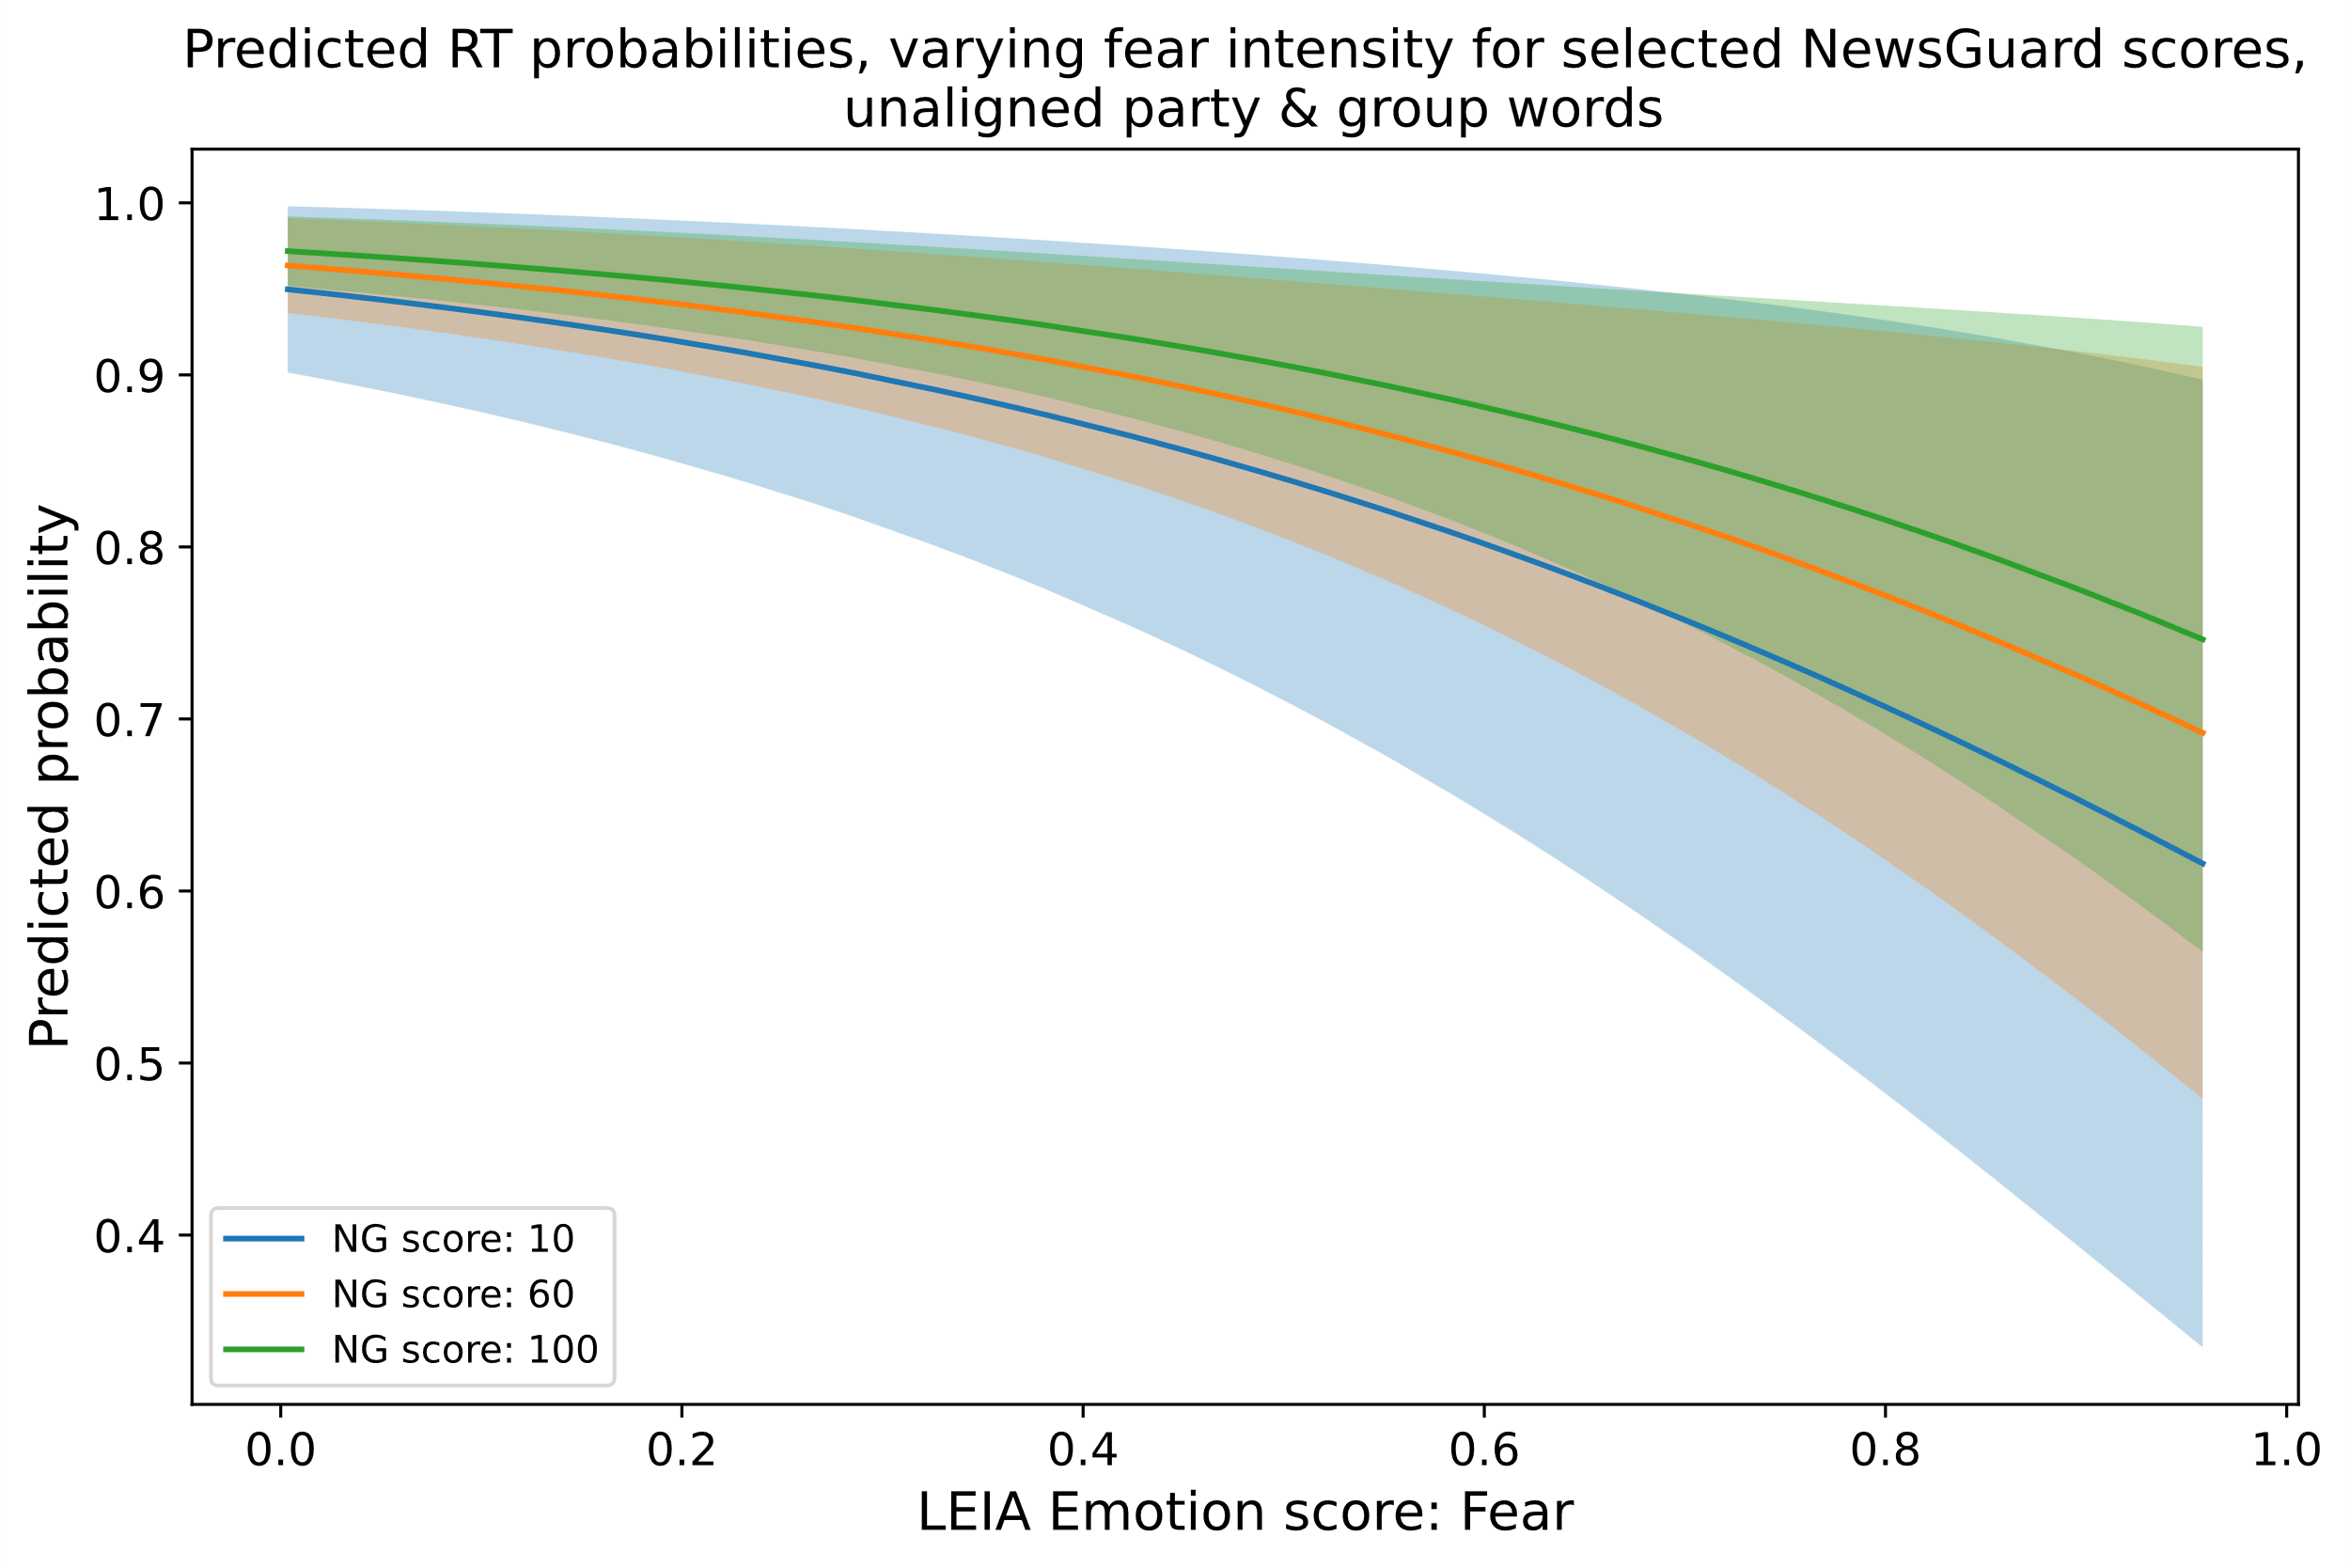 Predicted RT probabilities, varying fear intensity for selected NewsGuard scores,
unaligned party & group words
Predicted probability
1.0
0.9
0.8
0.7
0.6
0.5
0.4
NG score: 10
NG score: 60
NG score: 100
0.0 0.2 0.4 0.6 0.8 1.0
LEIA Emotion score: Fear